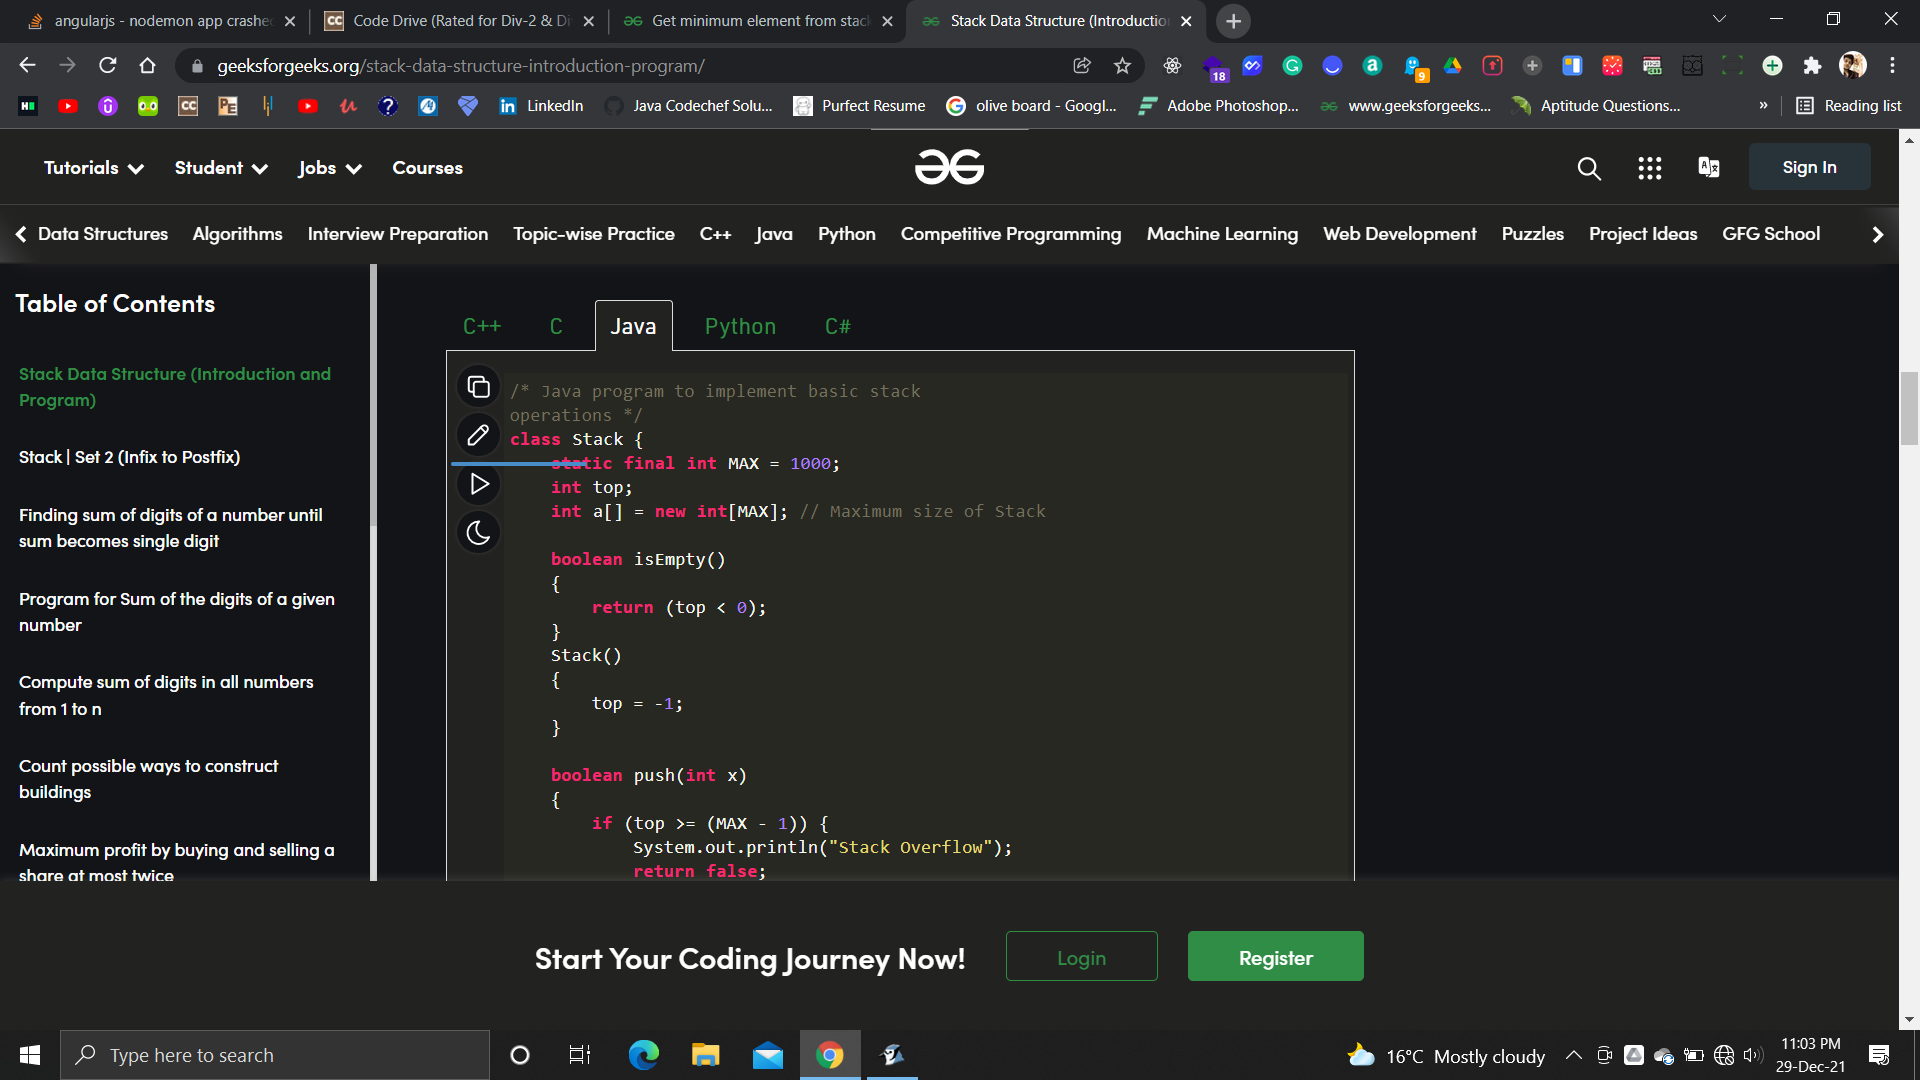 angularjs - nodemon app crashe
Code Drive (Rated for Div-2 & Di
Get minimum element from stack
Stack Data Structure (Introduction
geeksforgeeks.org/stack-data-structure-introduction-program/
18
9
LinkedIn
Java Codechef Solu...
Purfect Resume
olive board - Googl...
Adobe Photoshop...
www.geeksforgeeks...
Aptitude Questions...
»
Reading list
Tutorials
Student
Jobs
Courses
Sign In
Data Structures
Algorithms
Interview Preparation
Topic-wise Practice
C++
Java
Python
Competitive Programming
Machine Learning
Web Development
Puzzles
Project Ideas
GFG School
Table of Contents
Stack Data Structure (Introduction and
Program)
Stack | Set 2 (Infix to Postfix)
Finding sum of digits of a number until
sum becomes single digit
Program for Sum of the digits of a given
number
Compute sum of digits in all numbers
from 1 to n
Count possible ways to construct
buildings
Maximum profit by buying and selling a
share at most twice
C++
C
Java
Python
C#
/* Java program to implement basic stack
operations */
class Stack {
static final int MAX = 1000;
int top;
int a[] = new int[MAX]; // Maximum size of Stack
boolean isEmpty()
{
return (top < 0);
}
Stack()
{
top = -1;
}
boolean push(int x)
{
if (top >= (MAX - 1)) {
System.out.println("Stack Overflow");
return false;
Start Your Coding Journey Now!
Login
Register
Type here to search
16°C Mostly cloudy
11:03 PM
29-Dec-21